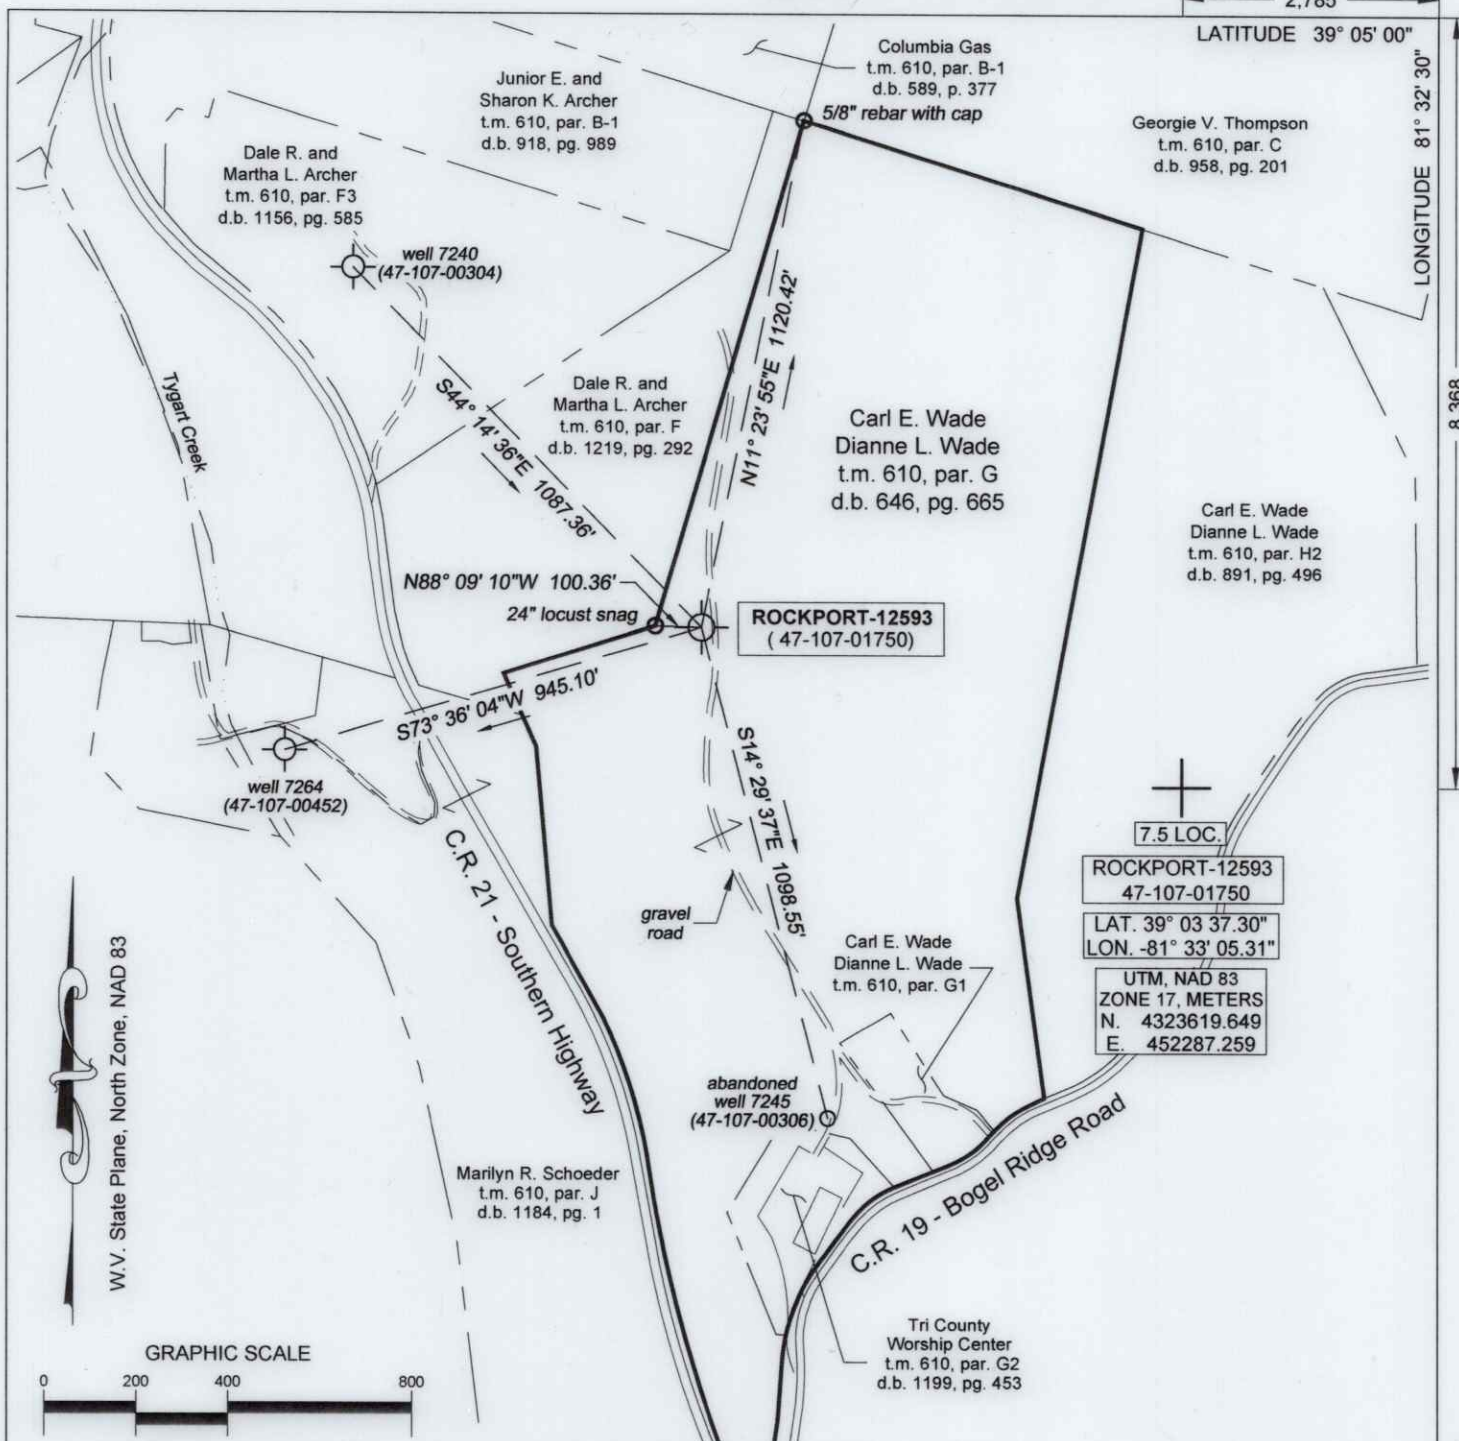 2,785
LATITUDE 39° 05' 00"
LONGITUDE 81° 32' 30"
8,368
Columbia Gas
t.m. 610, par. B-1
d.b. 589, p. 377
5/8" rebar with cap
Junior E. and
Sharon K. Archer
t.m. 610, par. B-1
d.b. 918, pg. 989
Georgie V. Thompson
t.m. 610, par. C
d.b. 958, pg. 201
Dale R. and
Martha L. Archer
t.m. 610, par. F3
d.b. 1156, pg. 585
well 7240
(47-107-00304)
Tygart Creek
S44° 14' 36"E 1087.36'
N11° 23' 55"E 1120.42'
Dale R. and
Martha L. Archer
t.m. 610, par. F
d.b. 1219, pg. 292
Carl E. Wade
Dianne L. Wade
t.m. 610, par. G
d.b. 646, pg. 665
Carl E. Wade
Dianne L. Wade
t.m. 610, par. H2
d.b. 891, pg. 496
N88° 09' 10"W 100.36'
24" locust snag
ROCKPORT-12593
( 47-107-01750)
S73° 36' 04"W 945.10'
well 7264
(47-107-00452)
S14° 29' 37"E 1098.55'
C.R. 21 - Southern Highway
gravel
road
7.5 LOC.
ROCKPORT-12593
47-107-01750
LAT. 39° 03 37.30"
LON. -81° 33' 05.31"
UTM, NAD 83
ZONE 17, METERS
N. 4323619.649
E. 452287.259
Carl E. Wade
Dianne L. Wade
t.m. 610, par. G1
abandoned
well 7245
(47-107-00306)
W.V. State Plane, North Zone, NAD 83
Marilyn R. Schoeder
t.m. 610, par. J
d.b. 1184, pg. 1
C.R. 19 - Bogel Ridge Road
Tri County
Worship Center
t.m. 610, par. G2
d.b. 1199, pg. 453
GRAPHIC SCALE
0 200 400 800